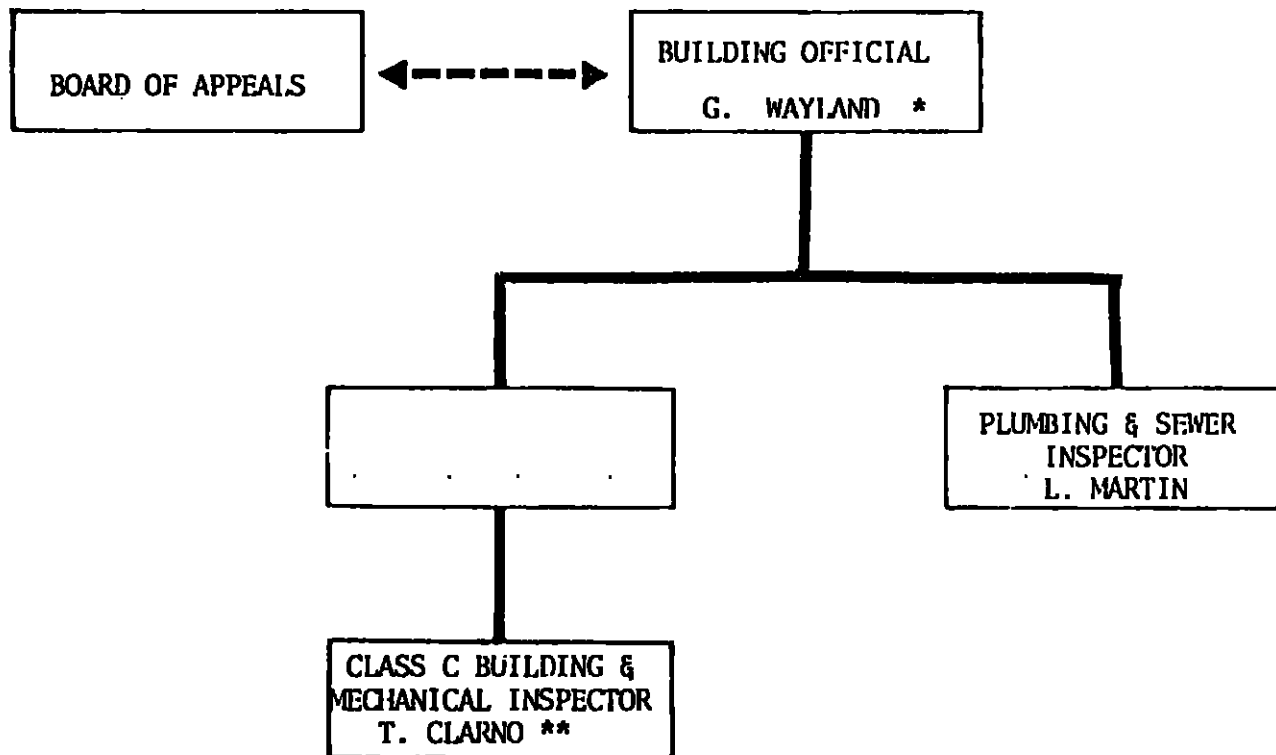 BOARD OF APPEALS
BUILDING OFFICIAL
G. WAYLAND *
PLUMBING & SEWER
INSPECTOR
L. MARTIN
CLASS C BUILDING &
MECHANICAL INSPECTOR
T. CLARNO **